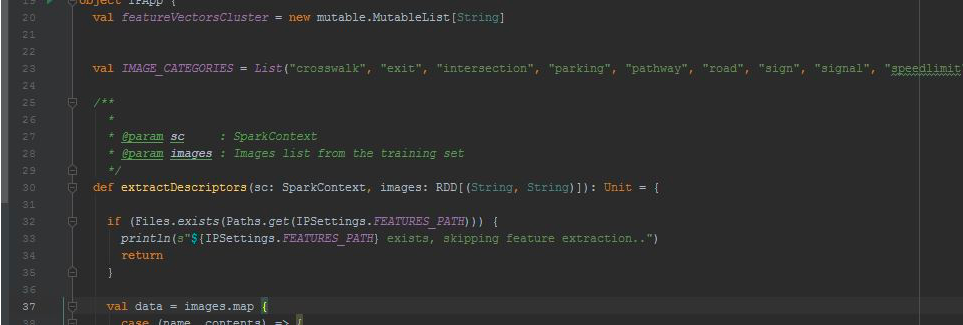 19 object IPApp {
20 val featureVectorsCluster = new mutable.MutableList[String]
21
22
23 val IMAGE_CATEGORIES = List("crosswalk", "exit", "intersection", "parking", "pathway", "road", "sign", "signal", "speedlimit
24
25 /**
26 *
27 * @param sc : SparkContext
28 * @param images : Images list from the training set
29 */
30 def extractDescriptors(sc: SparkContext, images: RDD[(String, String)]): Unit = {
31
32 if (Files.exists(Paths.get(IPSettings.FEATURES_PATH))) {
33 println(s"${IPSettings.FEATURES_PATH} exists, skipping feature extraction..")
34 return
35 }
36
37 val data = images.map {
38 case (name, contents) => {